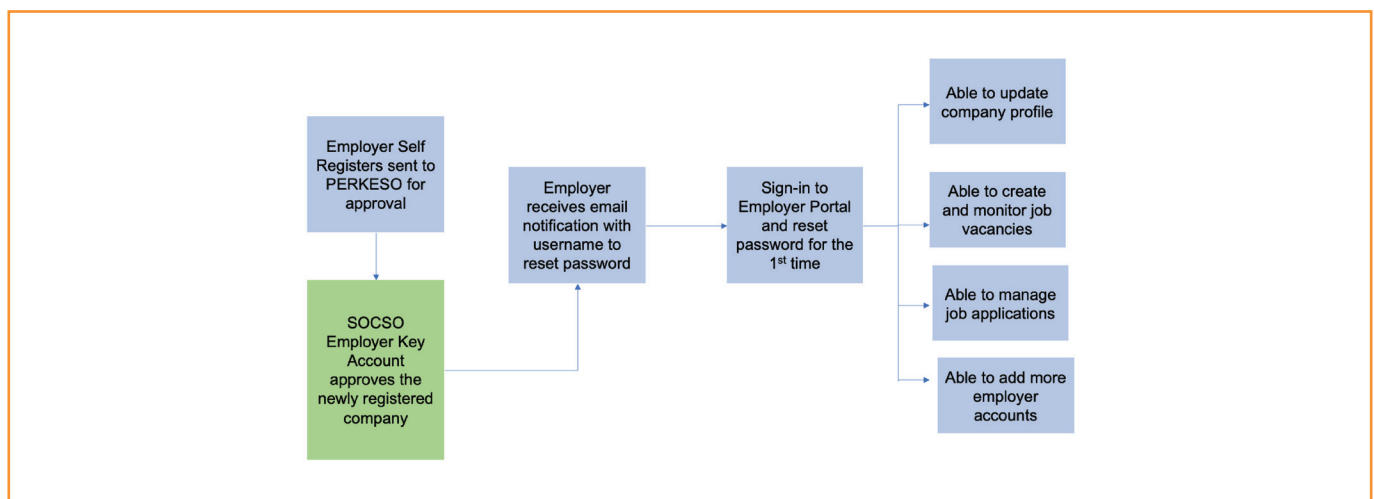 Employer Self
Registers sent to
PERKESO for
approval
SOCSO
Employer Key
Account
approves the
newly registered
company
Employer
receives email
notification with
username to
reset password
Sign-in to
Employer Portal
and reset
password for the
1st time
Able to update
company profile
Able to create
and monitor job
vacancies
Able to manage
job applications
Able to add more
employer
accounts